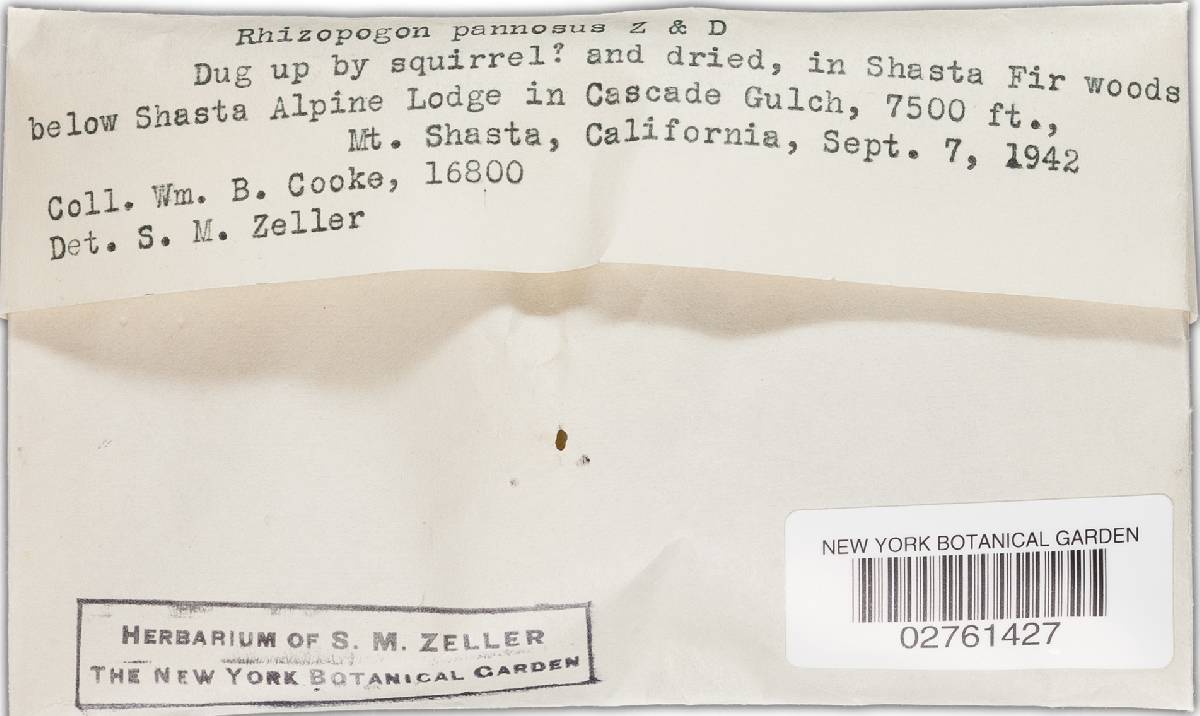 Rhizopogon pannosus Z & D
Dug up by squirrel? and dried, in Shasta Fir woods
below Shasta Alpine Lodge in Cascade Gulch, 7500 ft.,
Mt. Shasta, California, Sept. 7, 1942
Coll. Wm. B. Cooke, 16800
Det. S. M. Zeller
NEW YORK BOTANICAL GARDEN
02761427
HERBARIUM OF S. M. ZELLER
THE NEW YORK BOTANICAL GARDEN